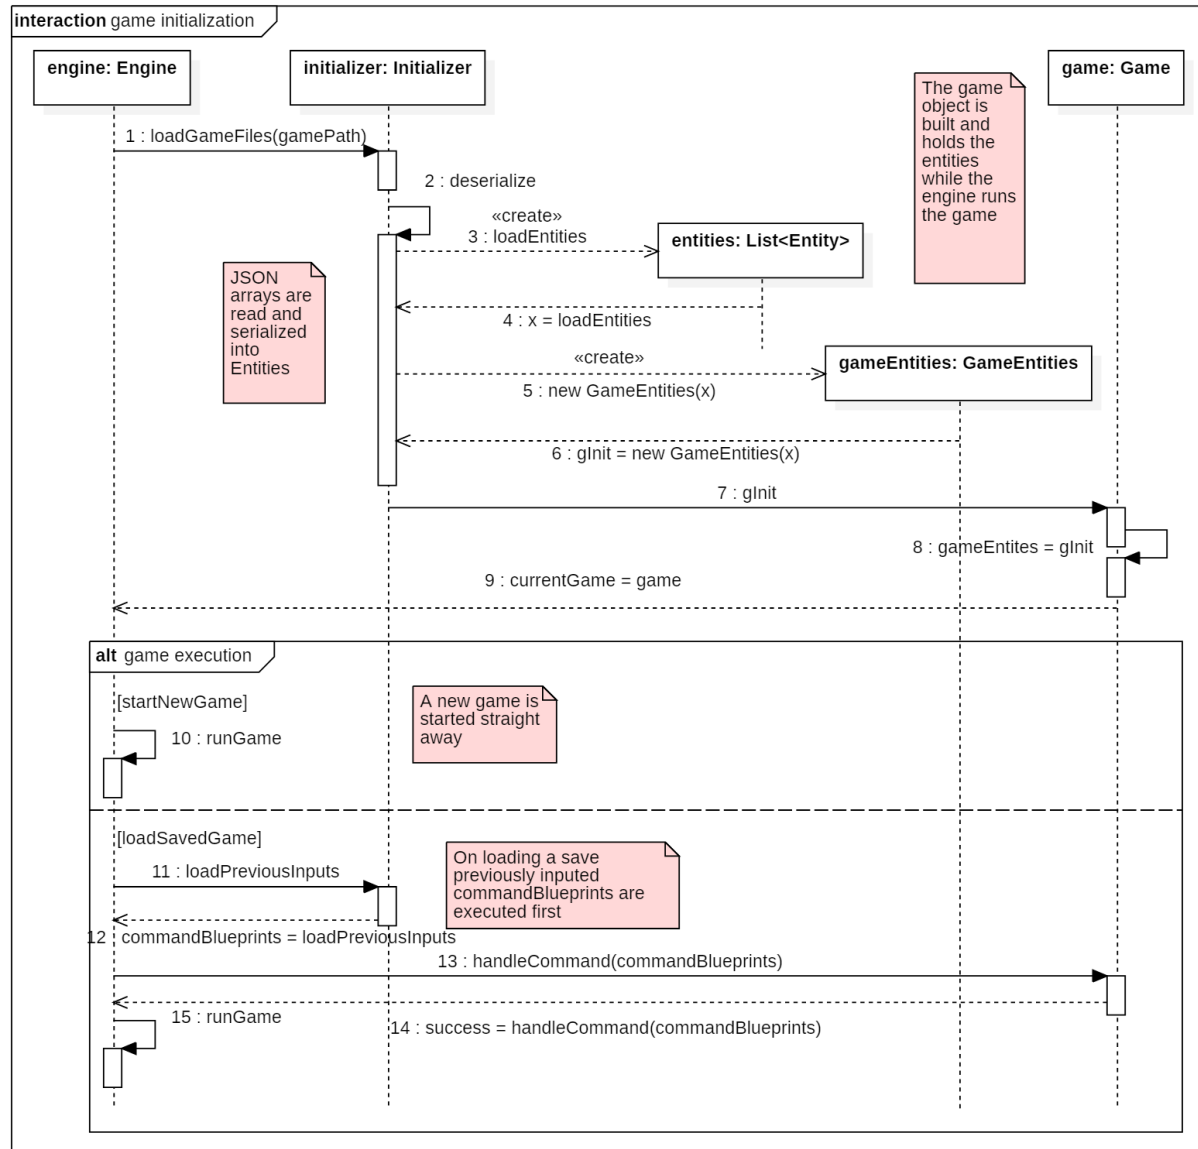 interaction game initialization
engine: Engine
initializer: Initializer
game: Game
The game
object is
built and
holds the
entities
while the
engine runs
the game
1 : loadGameFiles(gamePath)
2 : deserialize
«create»
3 : loadEntities
entities: List<Entity>
JSON
arrays are
read and
serialized
into
Entities
4 : x = loadEntities
«create»
gameEntities: GameEntities
5 : new GameEntities(x)
6 : gInit = new GameEntities(x)
7 : gInit
8 : gameEntites = gInit
9 : currentGame = game
alt game execution
[startNewGame]
A new game is
started straight
away
10 : runGame
[loadSavedGame]
On loading a save
previously inputed
commandBlueprints are
executed first
11 : loadPreviousInputs
12 : commandBlueprints = loadPreviousInputs
13 : handleCommand(commandBlueprints)
15 : runGame
14 : success = handleCommand(commandBlueprints)